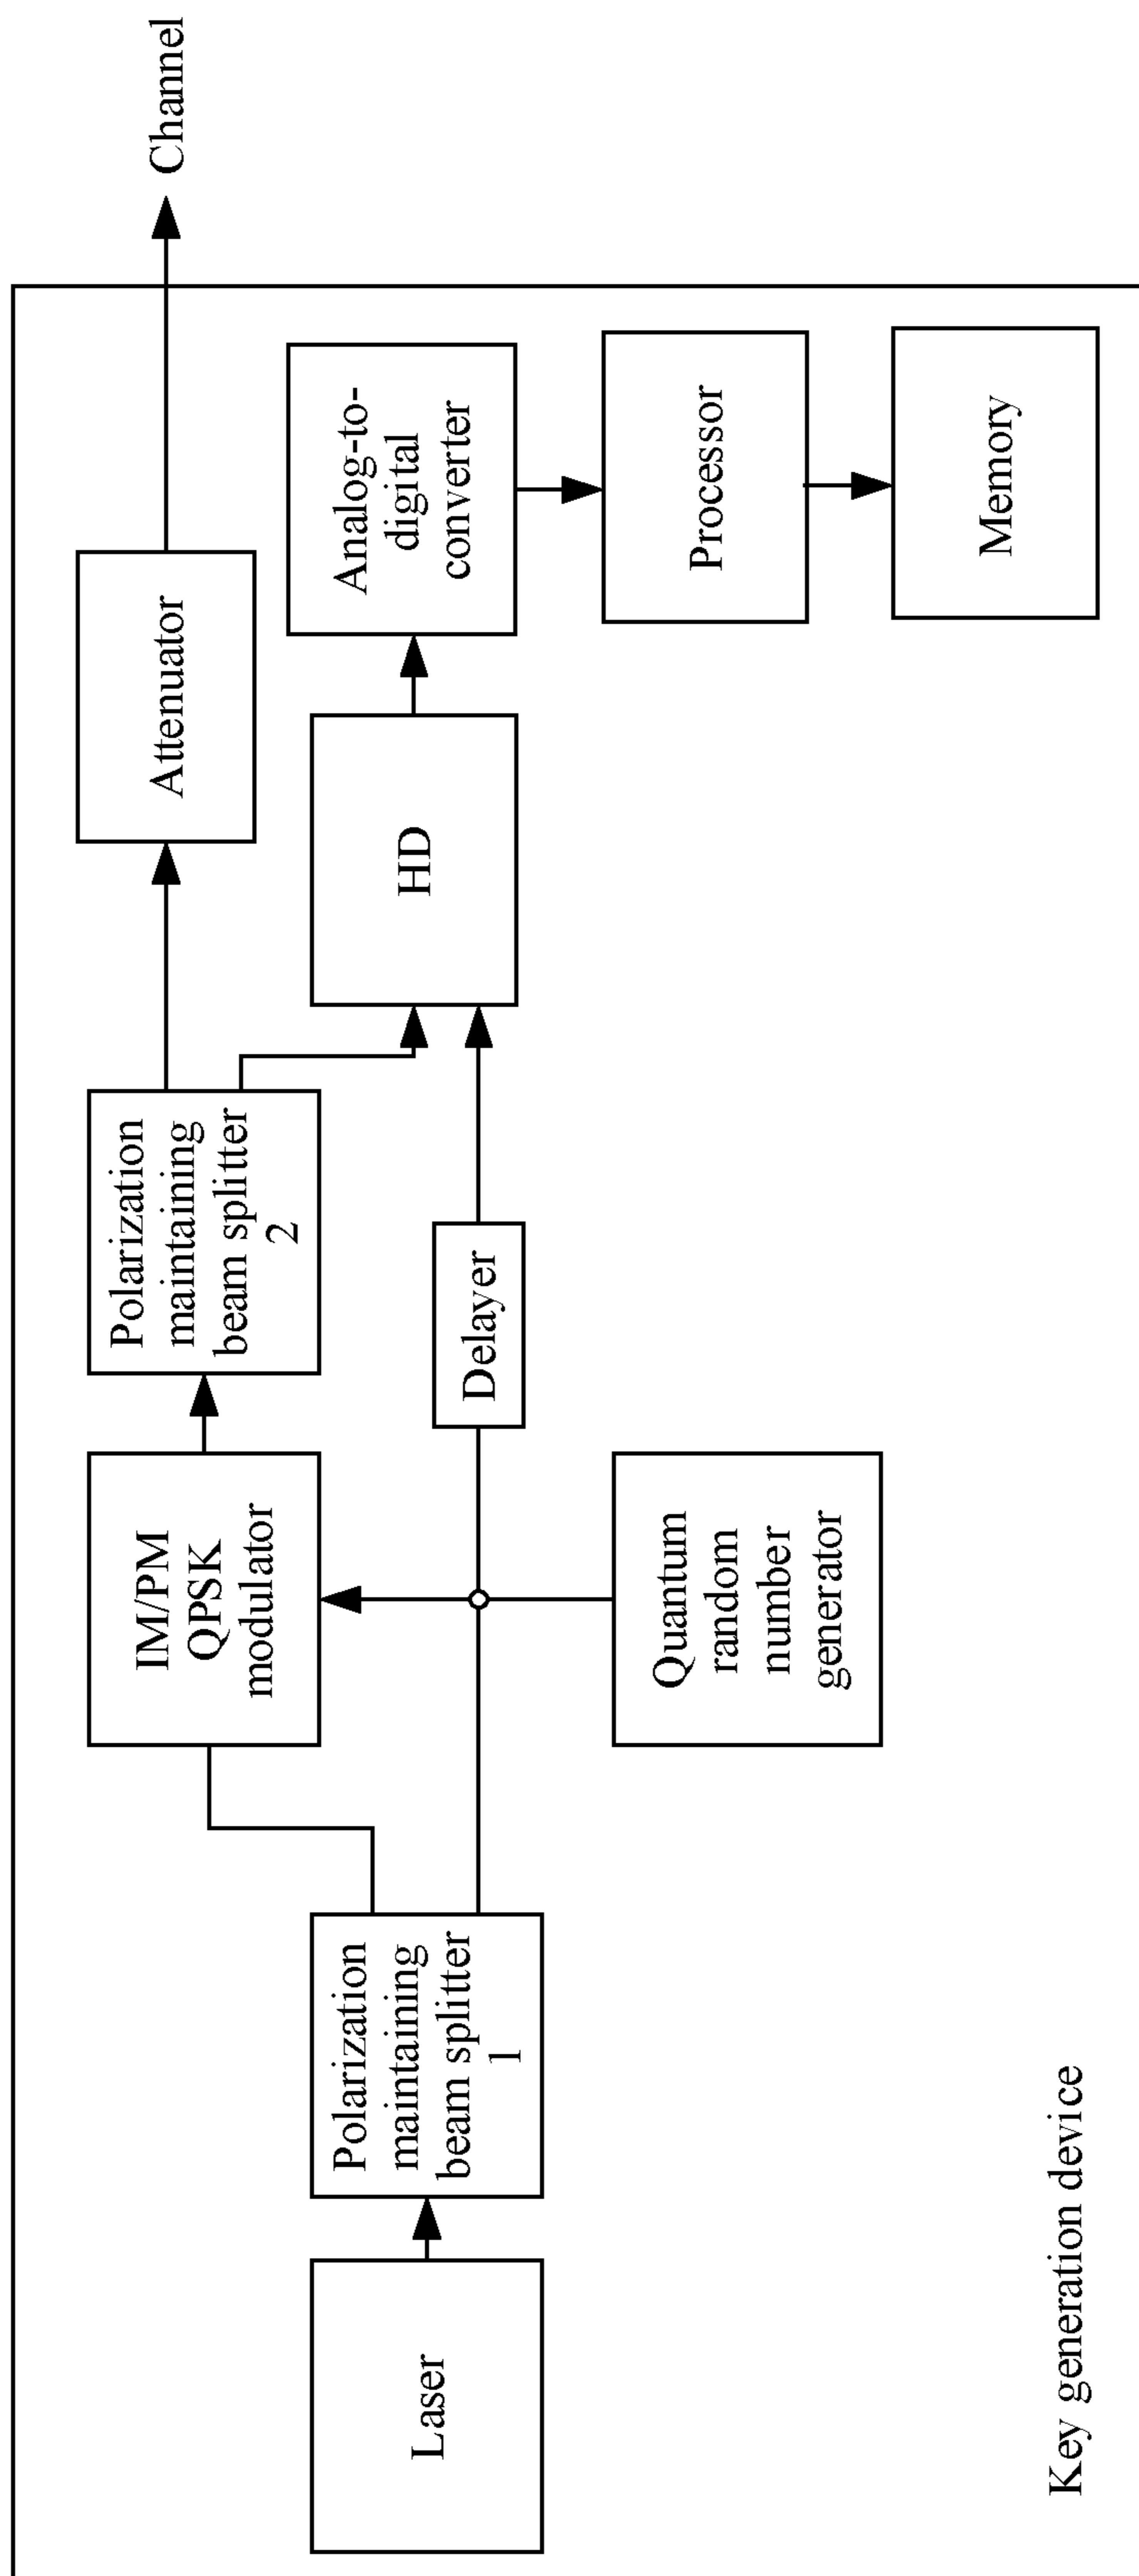 Laser
Polarization
maintaining
beam splitter
1
IM/PM
QPSK
modulator
Polarization
maintaining
beam splitter
2
Attenuator
Channel
Delayer
HD
Analog-to-
digital
converter
Quantum
random
number
generator
Processor
Memory
Key generation device